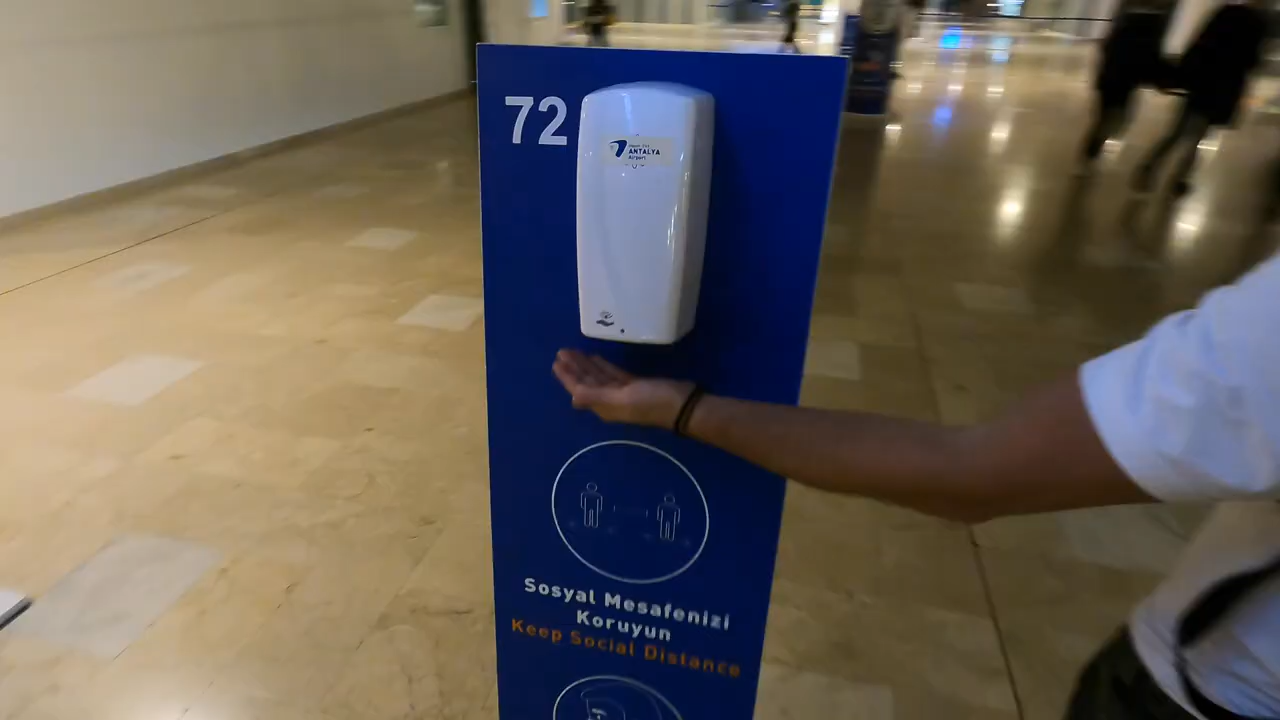 72
ANTALYA
Airport
Sosyal Mesafenizi
Koruyun
Keep Social Distance